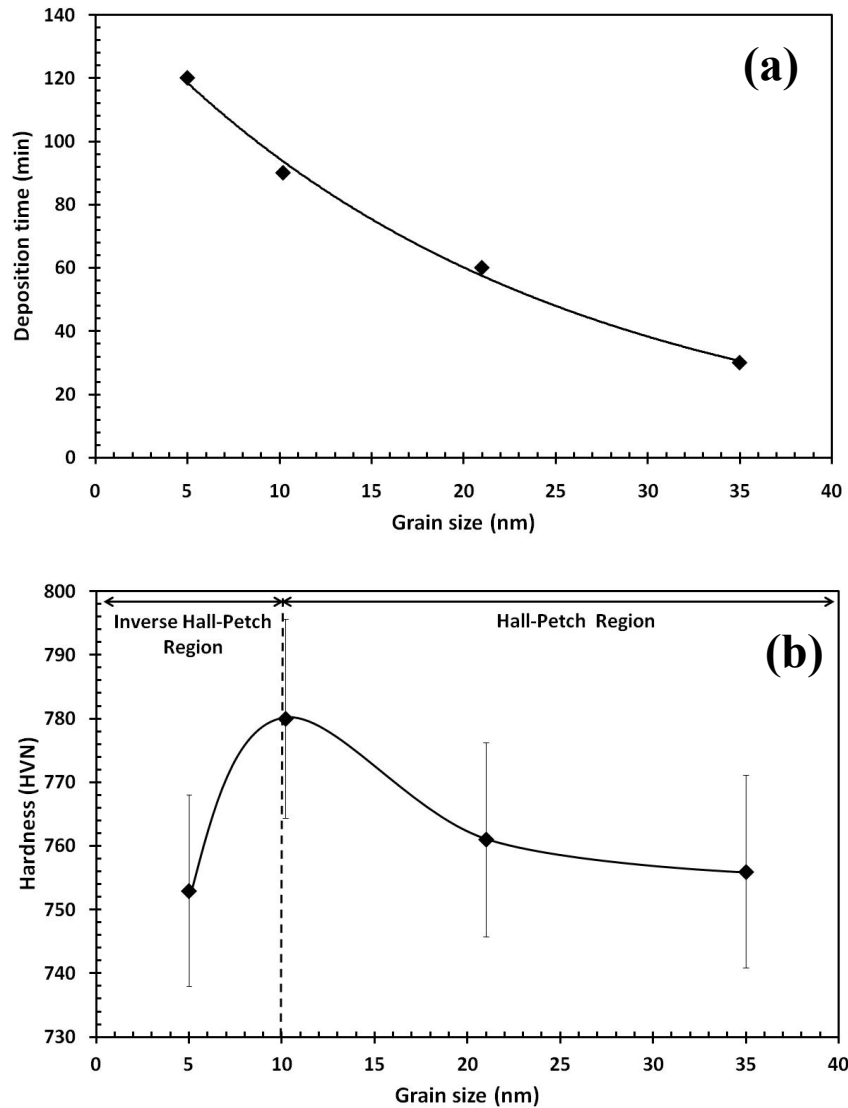 (a)
Deposition time (min)
140
120
100
80
60
40
20
0
0 5 10 15 20 25 30 35 40
Grain size (nm)
(b)
Inverse Hall-Petch
Region
Hall-Petch Region
Hardness (HVN)
800
790
780
770
760
750
740
730
0 5 10 15 20 25 30 35 40
Grain size (nm)